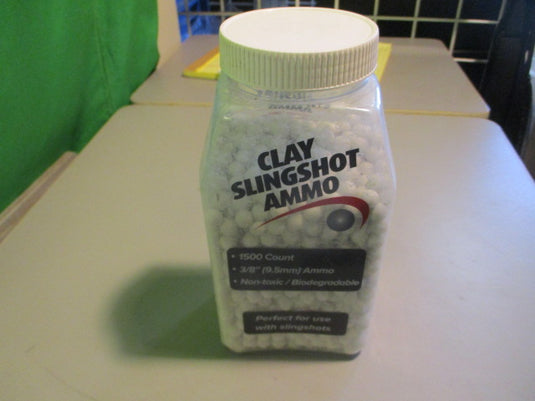 CLAY
SLINGSHOT
AMMO
• 1500 Count
• 3/8" (9.5mm) Ammo
• Non-toxic / Biodegradable
Perfect for use
with slingshots.